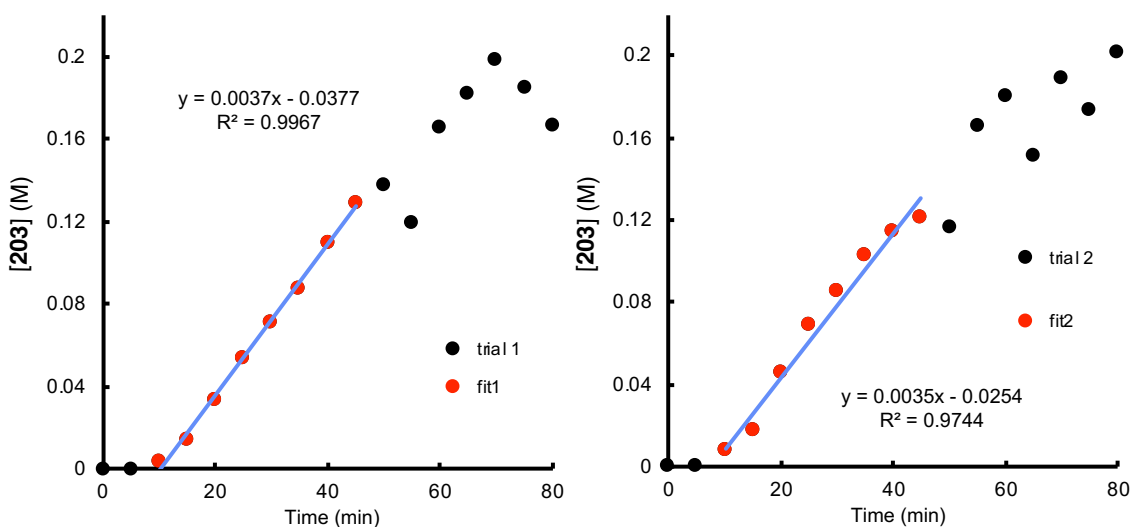 0.2
0.16
0.12
0.08
0.04
0
[203] (M)
y = 0.0037x - 0.0377
R² = 0.9967
trial 1
fit1
0
20
40
60
80
Time (min)
0.2
0.16
0.12
0.08
0.04
0
[203] (M)
trial 2
fit2
y = 0.0035x - 0.0254
R² = 0.9744
0
20
40
60
80
Time (min)